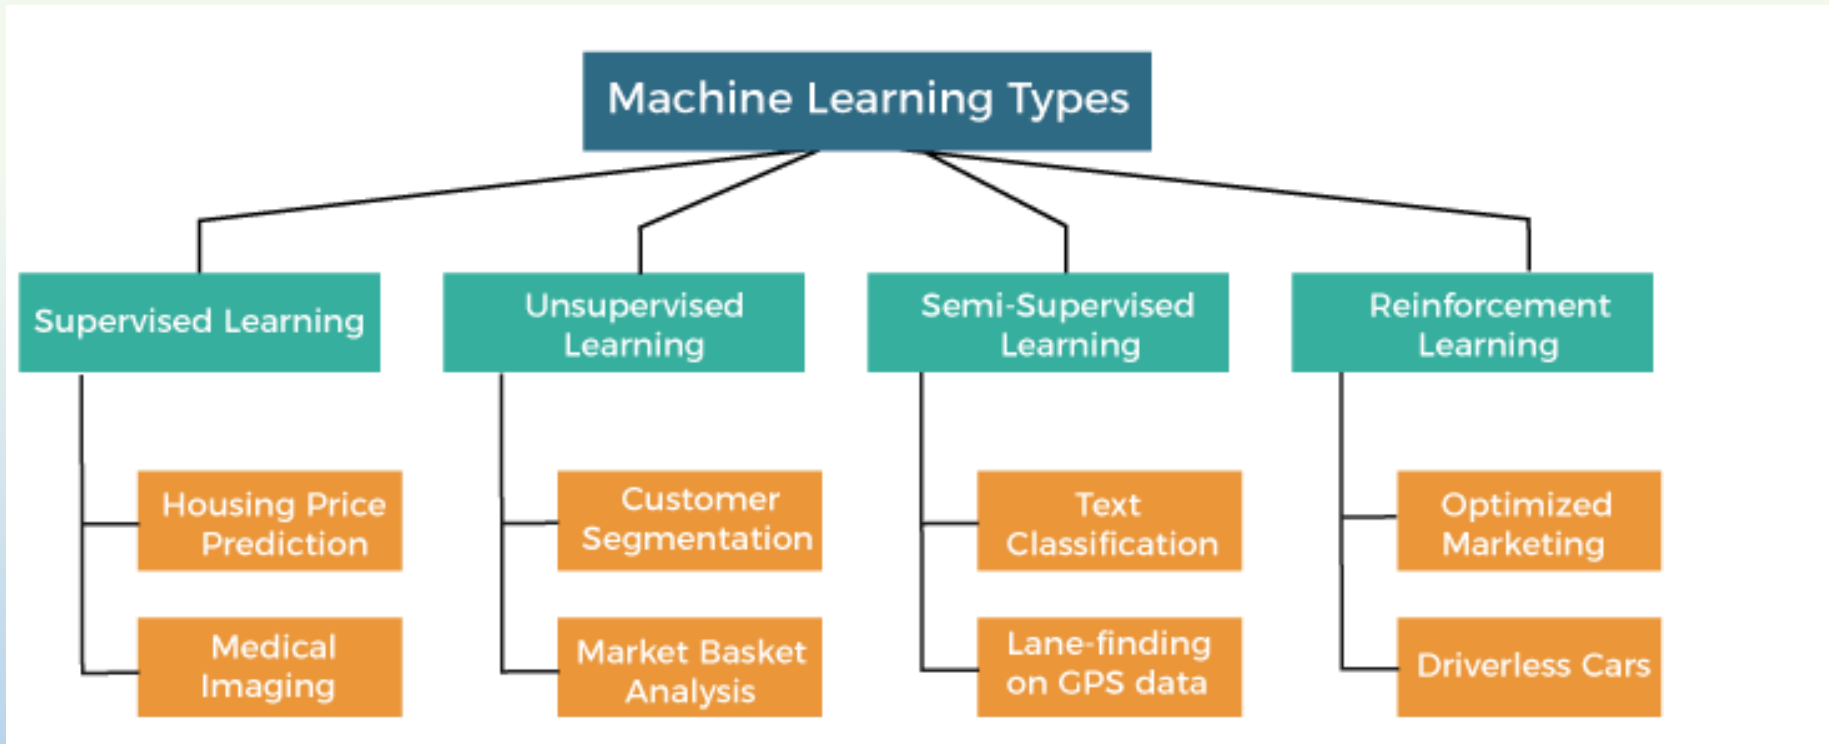 Machine Learning Types
Supervised Learning
Unsupervised
Learning
Semi-Supervised
Learning
Reinforcement
Learning
Housing Price
Prediction
Customer
Segmentation
Text
Classification
Optimized
Marketing
Medical
Imaging
Market Basket
Analysis
Lane-finding
on GPS data
Driverless Cars